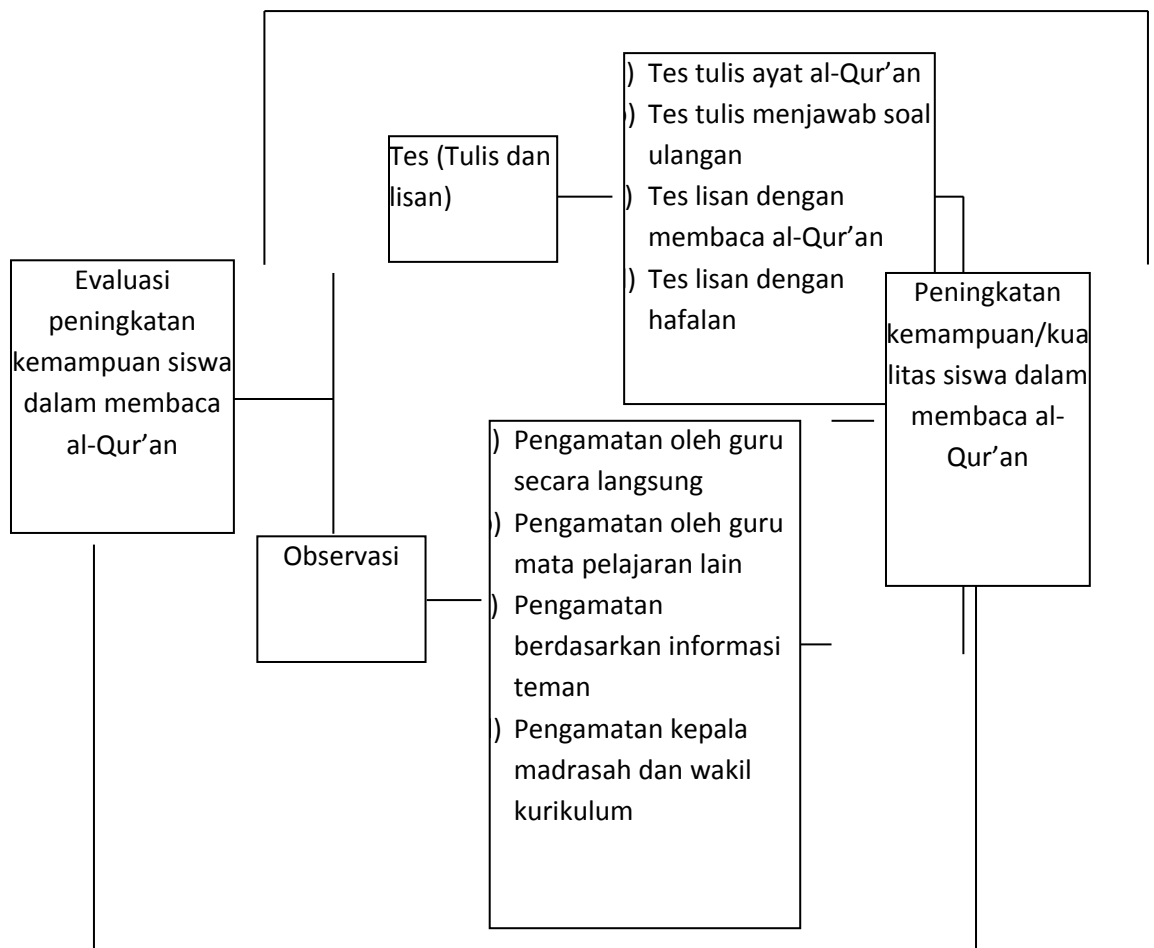 ) Tes tulis ayat al-Qur’an
) Tes tulis menjawab soal
ulangan
) Tes lisan dengan
membaca al-Qur’an
) Tes lisan dengan
hafalan
Tes (Tulis dan
lisan)
Evaluasi
peningkatan
kemampuan siswa
dalam membaca
al-Qur’an
Peningkatan
kemampuan/kua
litas siswa dalam
membaca al-
Qur’an
Observasi
) Pengamatan oleh guru
secara langsung
) Pengamatan oleh guru
mata pelajaran lain
) Pengamatan
berdasarkan informasi
teman
) Pengamatan kepala
madrasah dan wakil
kurikulum